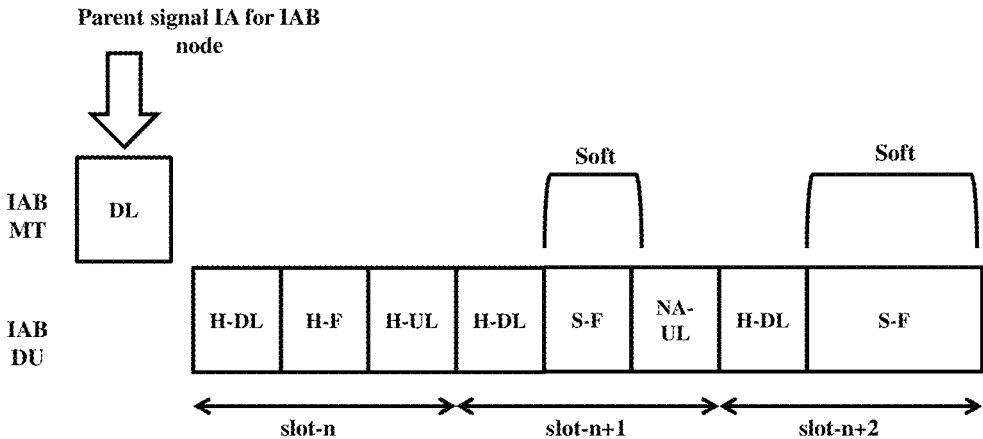 Parent signal IA for IAB
node
Soft
Soft
IAB
MT
DL
IAB
DU
H-DL
H-F
H-UL
H-DL
S-F
NA-
UL
H-DL
S-F
slot-n
slot-n+1
slot-n+2